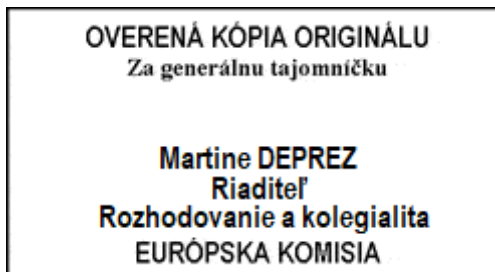 OVERENÁ KÓPIA ORIGINÁLU
Za generálnu tajomníčku
Martine DEPREZ
Riaditeľ
Rozhodovanie a kolegialita
EURÓPSKA KOMISIA